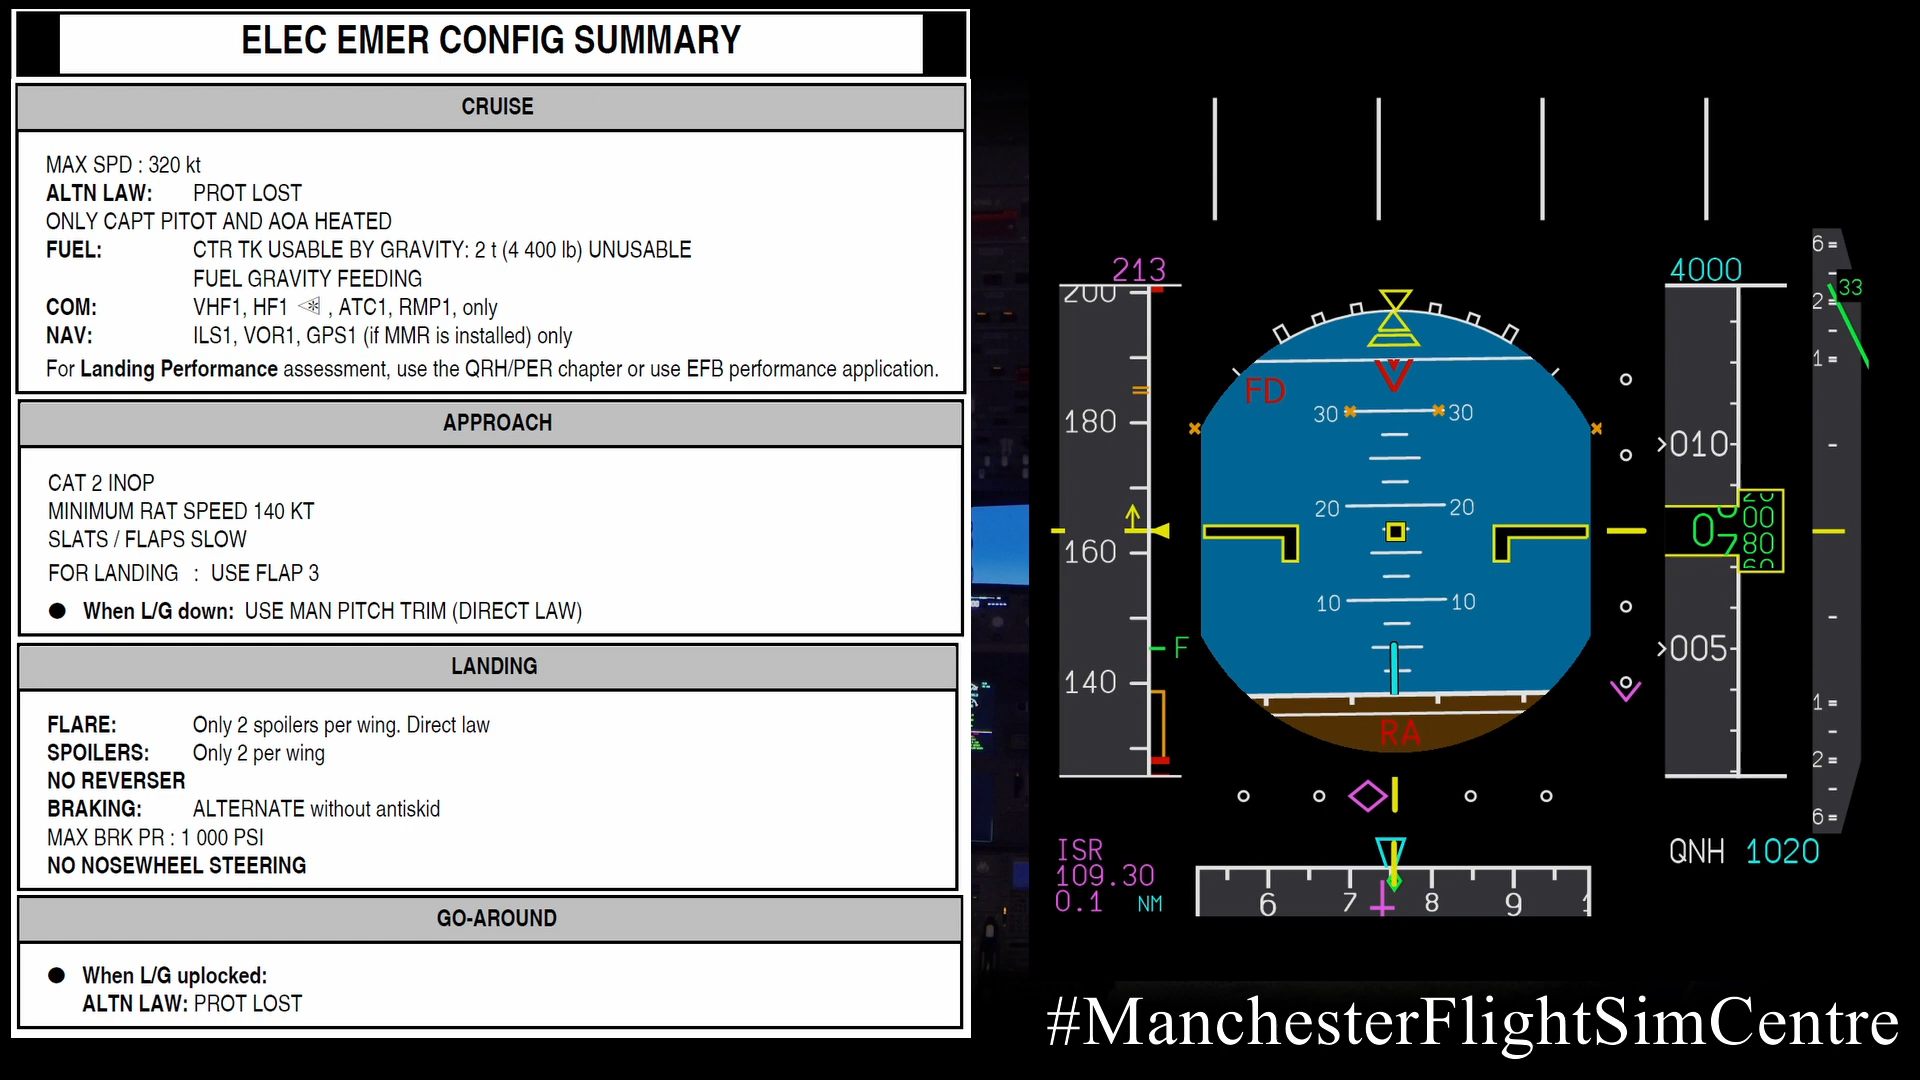 ELEC EMER CONFIG SUMMARY
CRUISE
MAX SPD : 320 kt
ALTN LAW: PROT LOST
ONLY CAPT PITOT AND AOA HEATED
FUEL: CTR TK USABLE BY GRAVITY: 2 t (4 400 lb) UNUSABLE
FUEL GRAVITY FEEDING
COM: VHF1, HF1 , ATC1, RMP1, only
NAV: ILS1, VOR1, GPS1 (if MMR is installed) only
For Landing Performance assessment, use the QRH/PER chapter or use EFB performance application.
APPROACH
CAT 2 INOP
MINIMUM RAT SPEED 140 KT
SLATS / FLAPS SLOW
FOR LANDING : USE FLAP 3
● When L/G down: USE MAN PITCH TRIM (DIRECT LAW)
LANDING
FLARE: Only 2 spoilers per wing. Direct law
SPOILERS: Only 2 per wing
NO REVERSER
BRAKING: ALTERNATE without antiskid
MAX BRK PR : 1 000 PSI
NO NOSEWHEEL STEERING
GO-AROUND
● When L/G uplocked:
ALTN LAW: PROT LOST
213
200
180
160
140
F
FD
30 30
20 20
10 10
RA
4000
010
005
0
00
80
6
2
1
33
1
2
6
ISR
109.30
0.1 NM
6 7 8 9
QNH 1020
#ManchesterFlightSimCentre